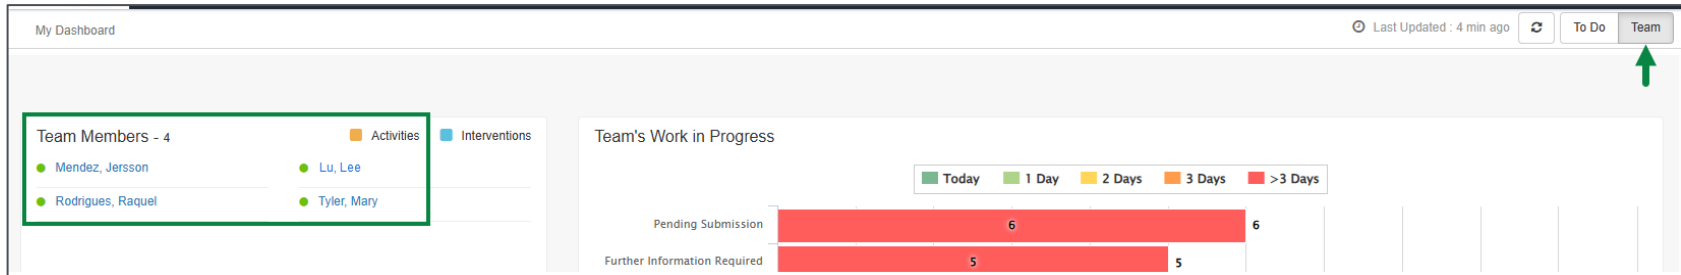 My Dashboard
Last Updated : 4 min ago
To Do
Team
Team Members - 4
Activities
Interventions
Mendez, Jersson
Lu, Lee
Rodrigues, Raquel
Tyler, Mary
Team's Work in Progress
Today
1 Day
2 Days
3 Days
>3 Days
Pending Submission
6
6
Further Information Required
5
5